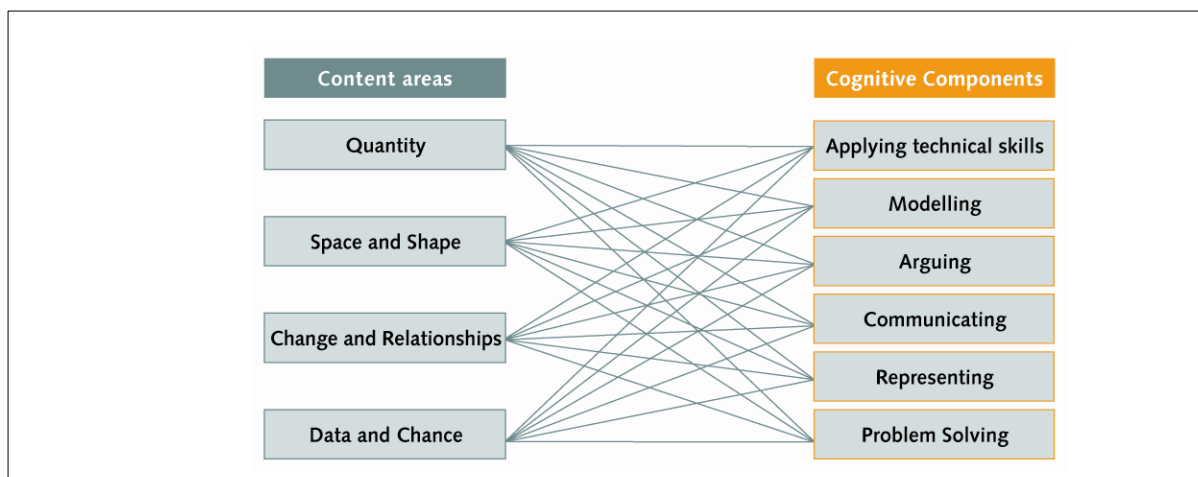 Content areas
Quantity
Space and Shape
Change and Relationships
Data and Chance
Cognitive Components
Applying technical skills
Modelling
Arguing
Communicating
Representing
Problem Solving